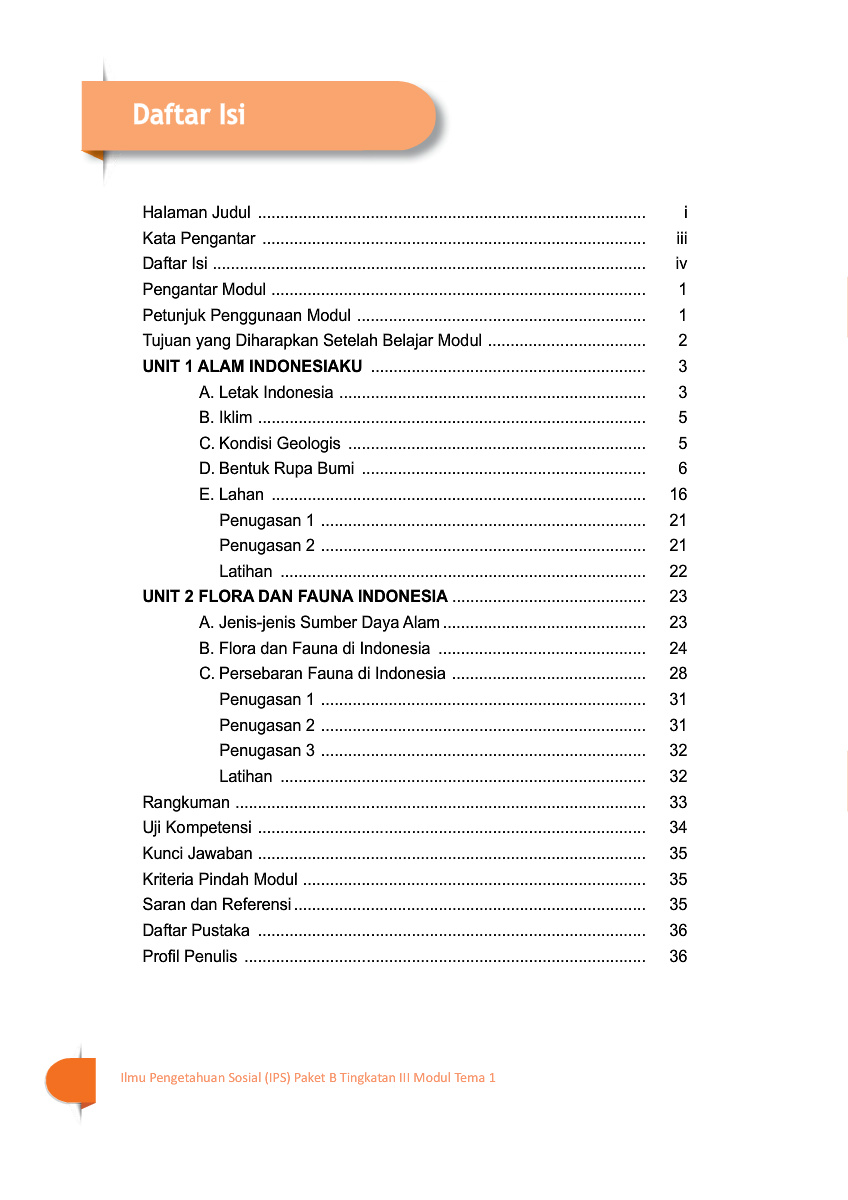 Daftar Isi
Halaman Judul ...................................................................................... i
Kata Pengantar ..................................................................................... iii
Daftar Isi ................................................................................................ iv
Pengantar Modul ................................................................................... 1
Petunjuk Penggunaan Modul ................................................................ 1
Tujuan yang Diharapkan Setelah Belajar Modul ................................... 2
UNIT 1 ALAM INDONESIAKU ............................................................. 3
A. Letak Indonesia .................................................................... 3
B. Iklim ...................................................................................... 5
C. Kondisi Geologis .................................................................. 5
D. Bentuk Rupa Bumi ............................................................... 6
E. Lahan ................................................................................... 16
Penugasan 1 ........................................................................ 21
Penugasan 2 ........................................................................ 21
Latihan ................................................................................. 22
UNIT 2 FLORA DAN FAUNA INDONESIA ........................................... 23
A. Jenis-jenis Sumber Daya Alam ............................................. 23
B. Flora dan Fauna di Indonesia .............................................. 24
C. Persebaran Fauna di Indonesia ........................................... 28
Penugasan 1 ........................................................................ 31
Penugasan 2 ........................................................................ 31
Penugasan 3 ........................................................................ 32
Latihan ................................................................................. 32
Rangkuman ........................................................................................... 33
Uji Kompetensi ...................................................................................... 34
Kunci Jawaban ...................................................................................... 35
Kriteria Pindah Modul ............................................................................ 35
Saran dan Referensi .............................................................................. 35
Daftar Pustaka ...................................................................................... 36
Profil Penulis ......................................................................................... 36
Ilmu Pengetahuan Sosial (IPS) Paket B Tingkatan III Modul Tema 1